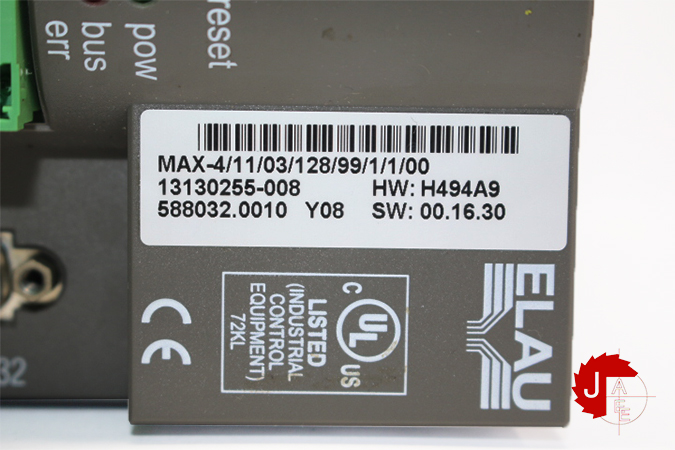 reset
pow
bus
err
MAX-4/11/03/128/99/1/1/00
13130255-008 HW: H494A9
588032.0010 Y08 SW: 00.16.30
C UL US
LISTED
(INDUSTRIAL
CONTROL
EQUIPMENT)
72KL
CE
ELAU
32
J